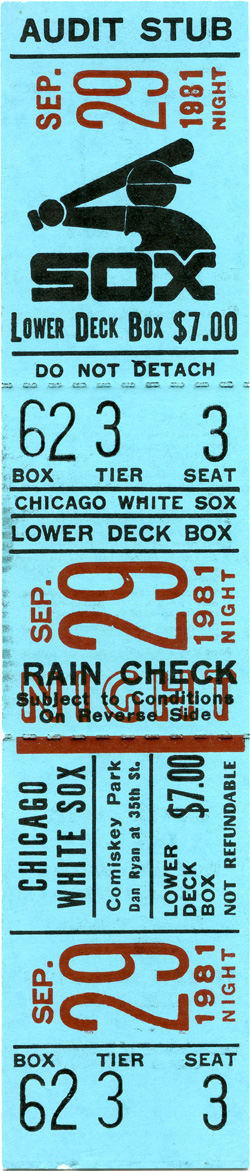 AUDIT STUB
SEP. 29 1981 NIGHT
SOX
LOWER DECK BOX $7.00
DO NOT DETACH
62 3 3
BOX TIER SEAT
CHICAGO WHITE SOX
LOWER DECK BOX
SEP. 29 1981
NIGHT
RAIN CHECK
Subject to Conditions
On Reverse Side
CHICAGO
WHITE SOX
Comiskey Park
Dan Ryan at 35th St.
LOWER
DECK
BOX
$7.00
NOT REFUNDABLE
SEP. 29 1981 NIGHT
BOX TIER SEAT
62 3 3